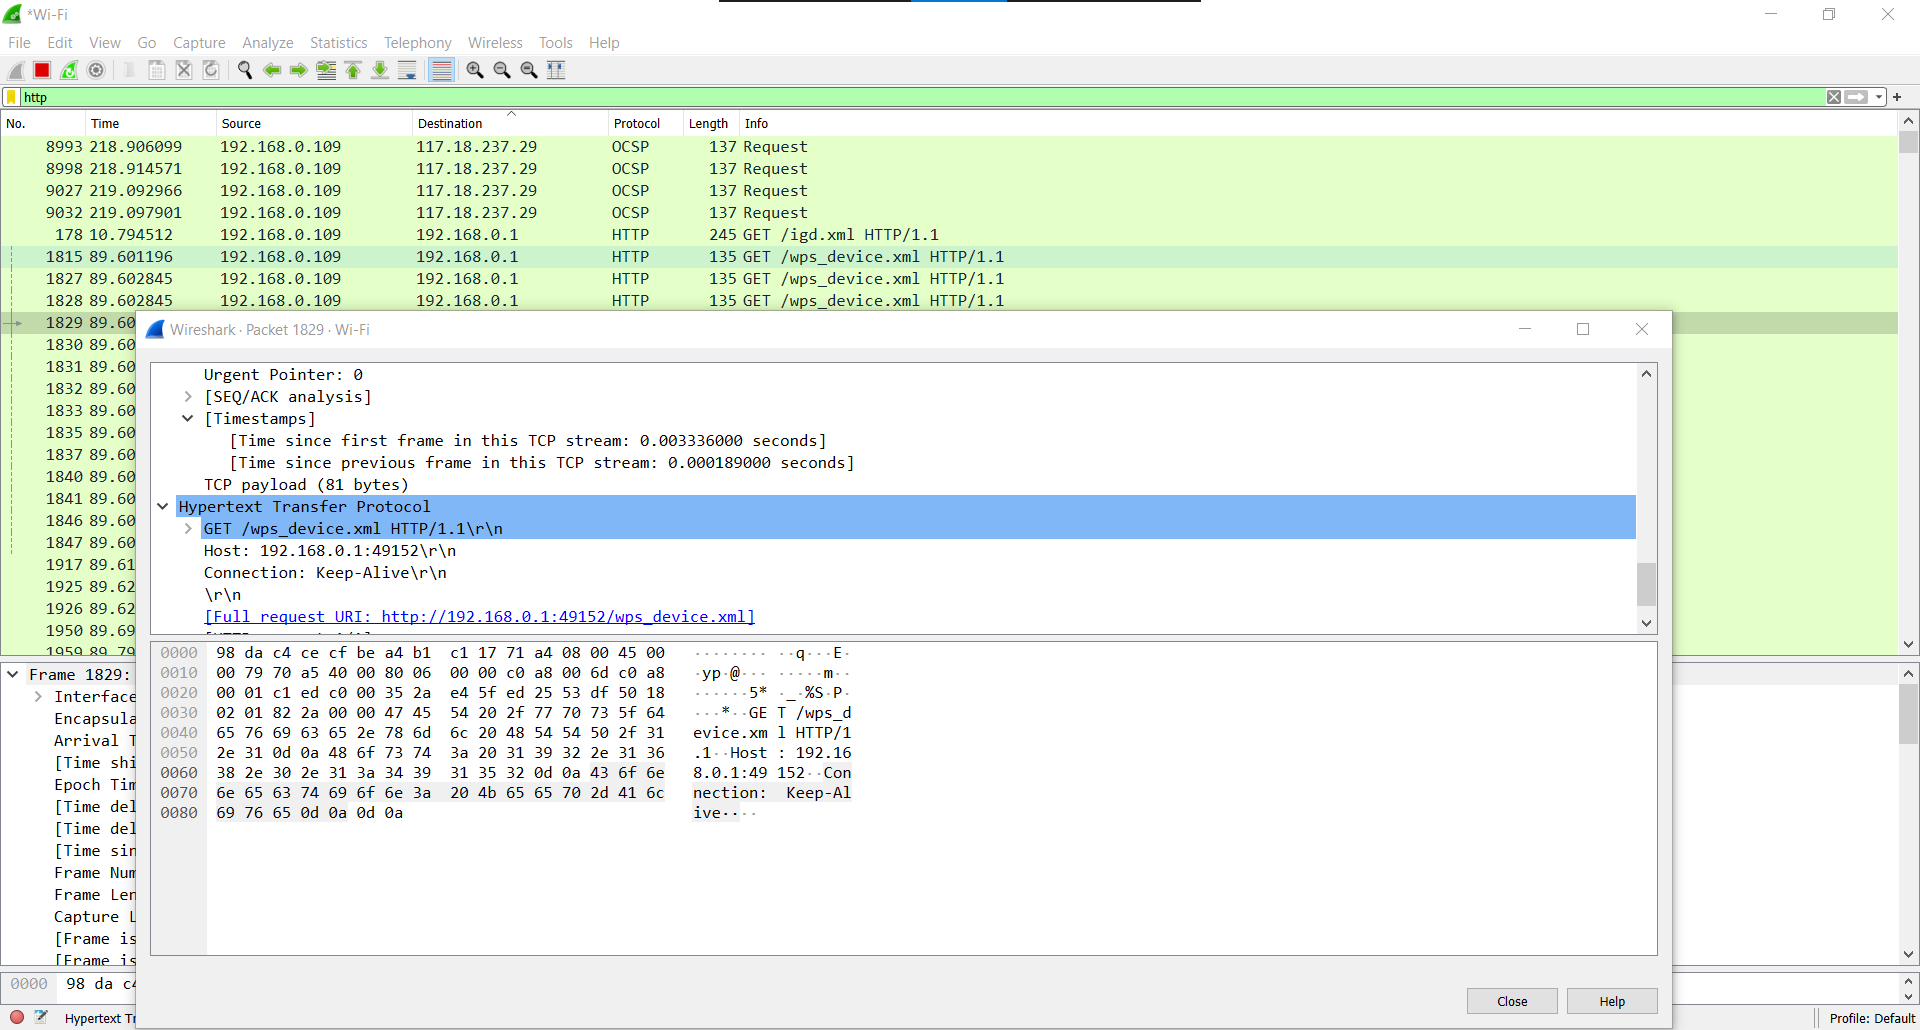 *Wi-Fi
File Edit View Go Capture Analyze Statistics Telephony Wireless Tools Help
http
No. Time Source Destination Protocol Length Info
8993 218.906099 192.168.0.109 117.18.237.29 OCSP 137 Request
8998 218.914571 192.168.0.109 117.18.237.29 OCSP 137 Request
9027 219.092966 192.168.0.109 117.18.237.29 OCSP 137 Request
9032 219.097901 192.168.0.109 117.18.237.29 OCSP 137 Request
178 10.794512 192.168.0.109 192.168.0.1 HTTP 245 GET /igd.xml HTTP/1.1
1815 89.601196 192.168.0.109 192.168.0.1 HTTP 135 GET /wps_device.xml HTTP/1.1
1827 89.602845 192.168.0.109 192.168.0.1 HTTP 135 GET /wps_device.xml HTTP/1.1
1828 89.602845 192.168.0.109 192.168.0.1 HTTP 135 GET /wps_device.xml HTTP/1.1
1829 89.60
1830 89.60
1831 89.60
1832 89.60
1833 89.60
1835 89.60
1837 89.60
1840 89.60
1841 89.60
1846 89.60
1847 89.60
1917 89.61
1925 89.62
1926 89.62
1950 89.69
1959 89.79
Wireshark · Packet 1829 · Wi-Fi
Urgent Pointer: 0
[SEQ/ACK analysis]
[Timestamps]
[Time since first frame in this TCP stream: 0.003336000 seconds]
[Time since previous frame in this TCP stream: 0.000189000 seconds]
TCP payload (81 bytes)
Hypertext Transfer Protocol
GET /wps_device.xml HTTP/1.1\r\n
Host: 192.168.0.1:49152\r\n
Connection: Keep-Alive\r\n
\r\n
[Full request URI: http://192.168.0.1:49152/wps_device.xml]
0000 98 da c4 ce cf be a4 b1 c1 17 71 a4 08 00 45 00 ········ ··q···E·
0010 00 79 70 a5 40 00 80 06 00 00 c0 a8 00 6d c0 a8 ·yp·@··· ·····m··
0020 00 01 c1 ed c0 00 35 2a e4 5f ed 25 53 df 50 18 ······5* ·_·%S·P·
0030 02 01 82 2a 00 00 47 45 54 20 2f 77 70 73 5f 64 ···*··GE T /wps_d
0040 65 76 69 63 65 2e 78 6d 6c 20 48 54 54 50 2f 31 evice.xm l HTTP/1
0050 2e 31 0d 0a 48 6f 73 74 3a 20 31 39 32 2e 31 36 .1··Host : 192.16
0060 38 2e 30 2e 31 3a 34 39 31 35 32 0d 0a 43 6f 6e 8.0.1:49 152··Con
0070 6e 65 63 74 69 6f 6e 3a 20 4b 65 65 70 2d 41 6c nection: Keep-Al
0080 69 76 65 0d 0a 0d 0a ive····
Close Help
Frame 1829:
Interface
Encapsula
Arrival T
[Time shi
Epoch Tim
[Time del
[Time del
[Time sin
Frame Num
Frame Len
Capture L
[Frame is
[Frame is
0000 98 da c4
Hypertext Tr
Profile: Default